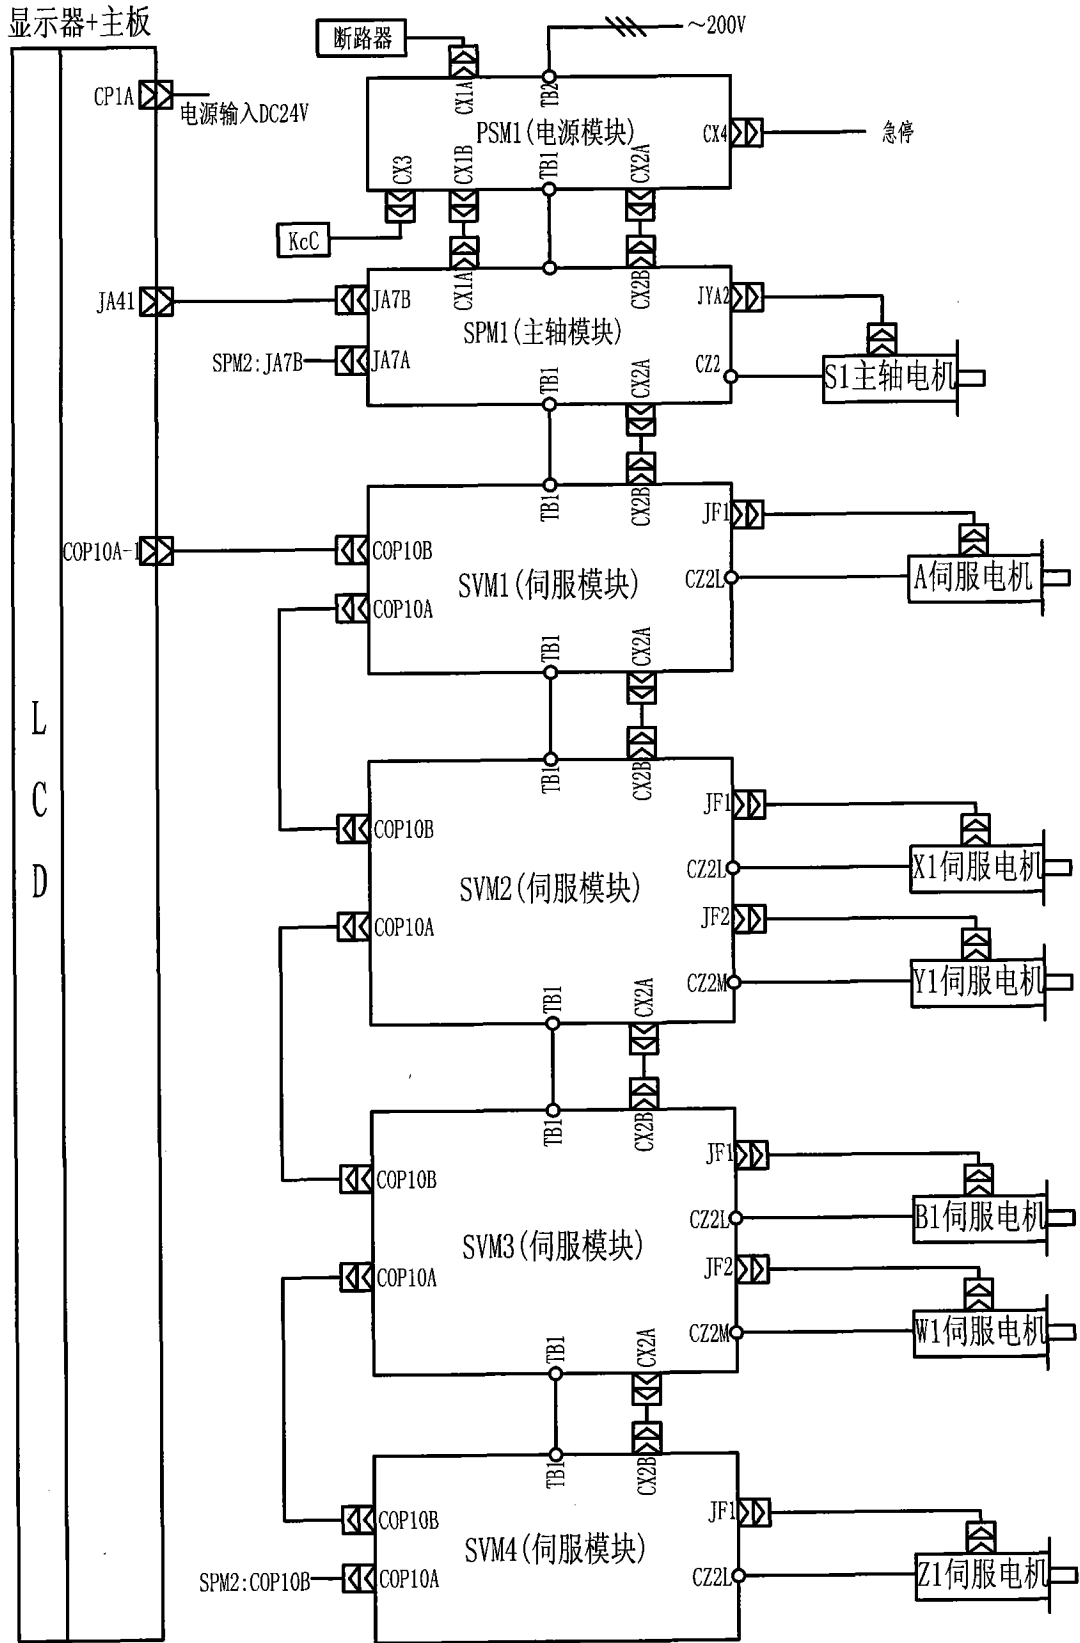 显示器+主板
断路器
～200V
CP1A
电源输入DC24V
CX1A
TB2
PSM1(电源模块)
CX4
急停
CX3
CX1B
TB1
CX2A
KcC
JA41
JA7B
CX1A
CX2B
JYA2
SPM1(主轴模块)
SPM2:JA7B
JA7A
CZ2
S1主轴电机
TB1
CX2A
TB1
CX2B
JF1
COP10A-1
COP10B
CZ2L
A伺服电机
SVM1(伺服模块)
COP10A
TB1
CX2A
LCD
TB1
CX2B
JF1
COP10B
X1伺服电机
CZ2L
SVM2(伺服模块)
COP10A
JF2
Y1伺服电机
CZ2M
TB1
CX2A
TB1
CX2B
JF1
COP10B
B1伺服电机
CZ2L
SVM3(伺服模块)
COP10A
JF2
W1伺服电机
CZ2M
TB1
CX2A
TB1
CX2B
JF1
COP10B
SVM4(伺服模块)
SPM2:COP10B
COP10A
CZ2L
Z1伺服电机